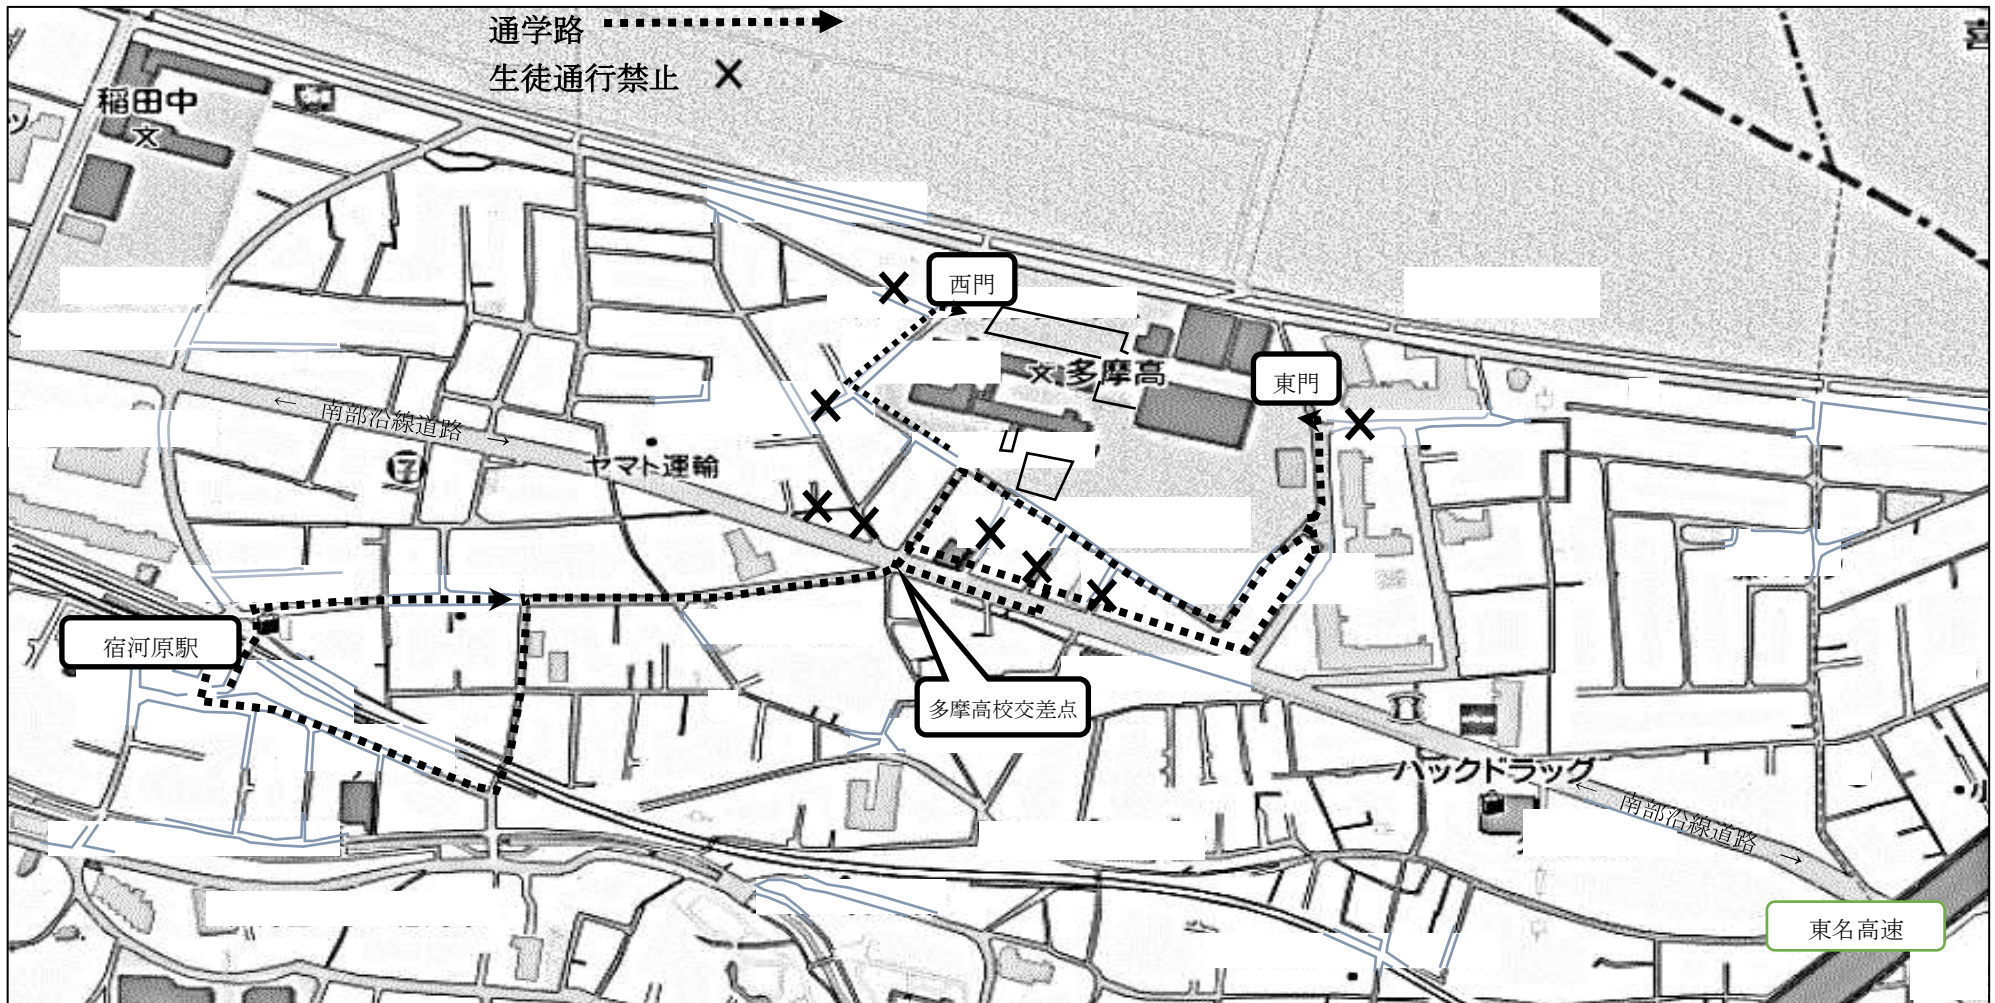 通学路
生徒通行禁止
稲田中
文
西門
文 多摩高
東門
← 南部沿線道路 →
ヤマト運輸
宿河原駅
多摩高校交差点
ハックドラッグ
← 南部沿線道路 →
東名高速